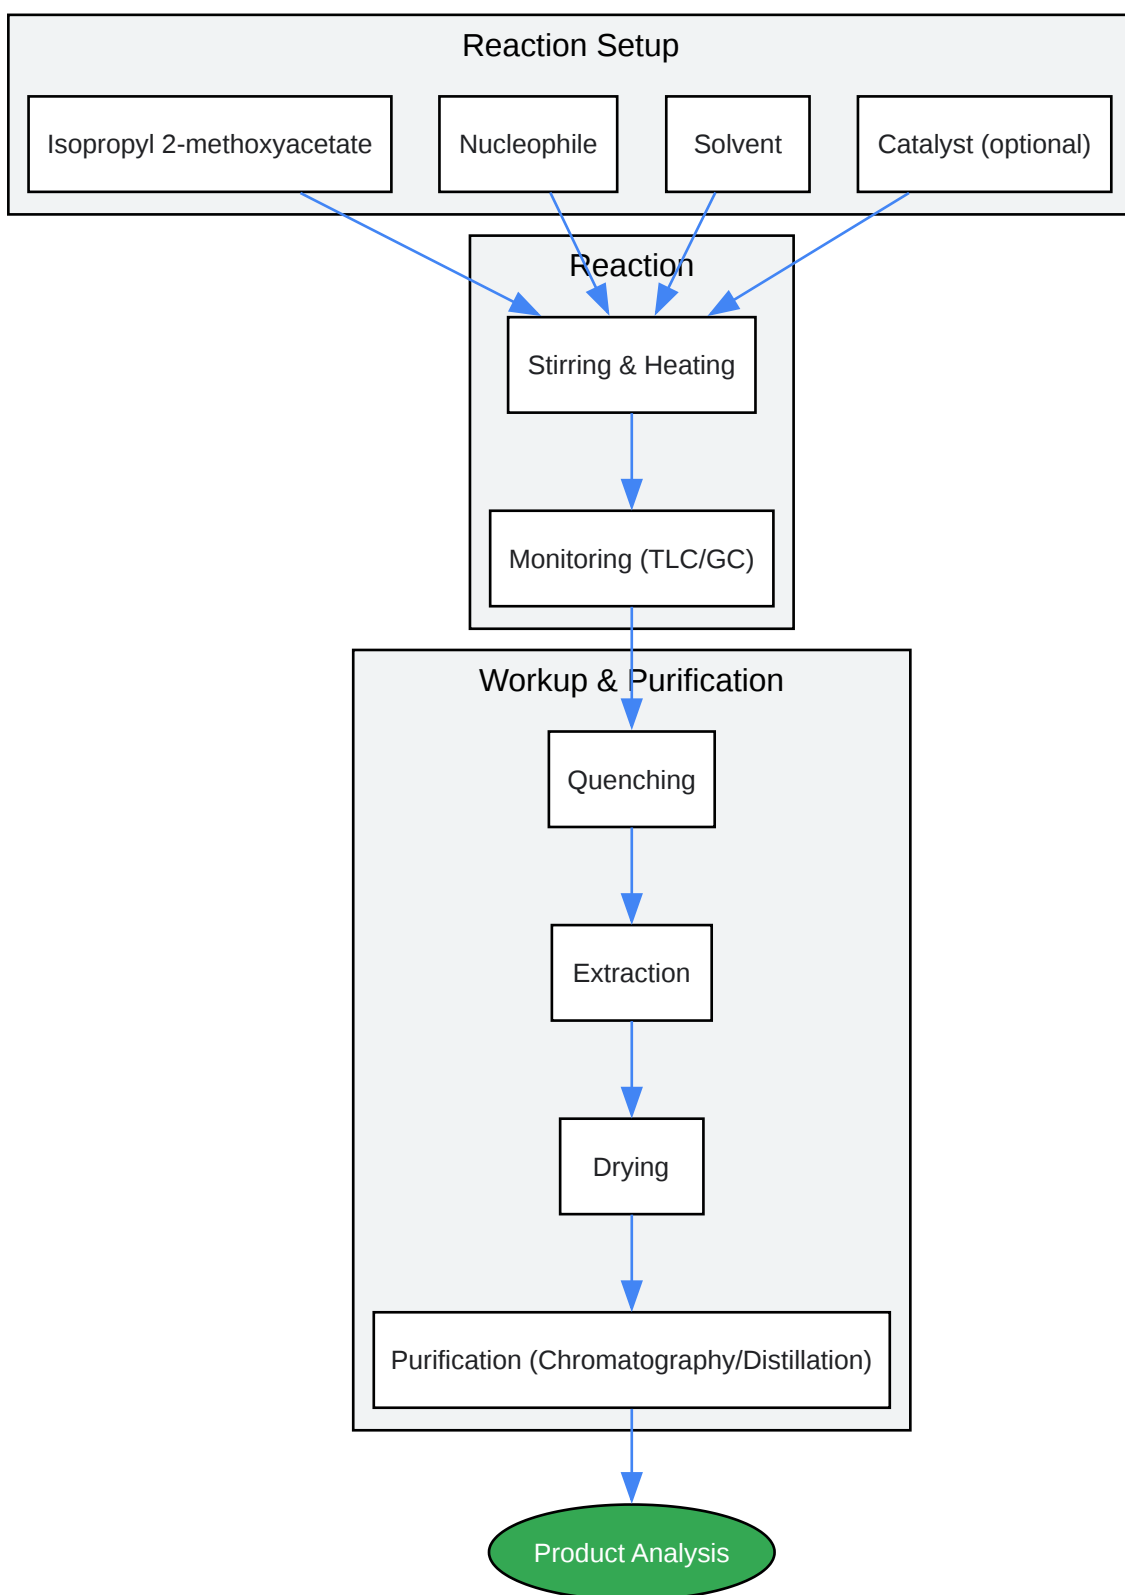 Reaction Setup
Isopropyl 2-methoxyacetate
Nucleophile
Solvent
Catalyst (optional)
Reaction
Stirring & Heating
Monitoring (TLC/GC)
Workup & Purification
Quenching
Extraction
Drying
Purification (Chromatography/Distillation)
Product Analysis